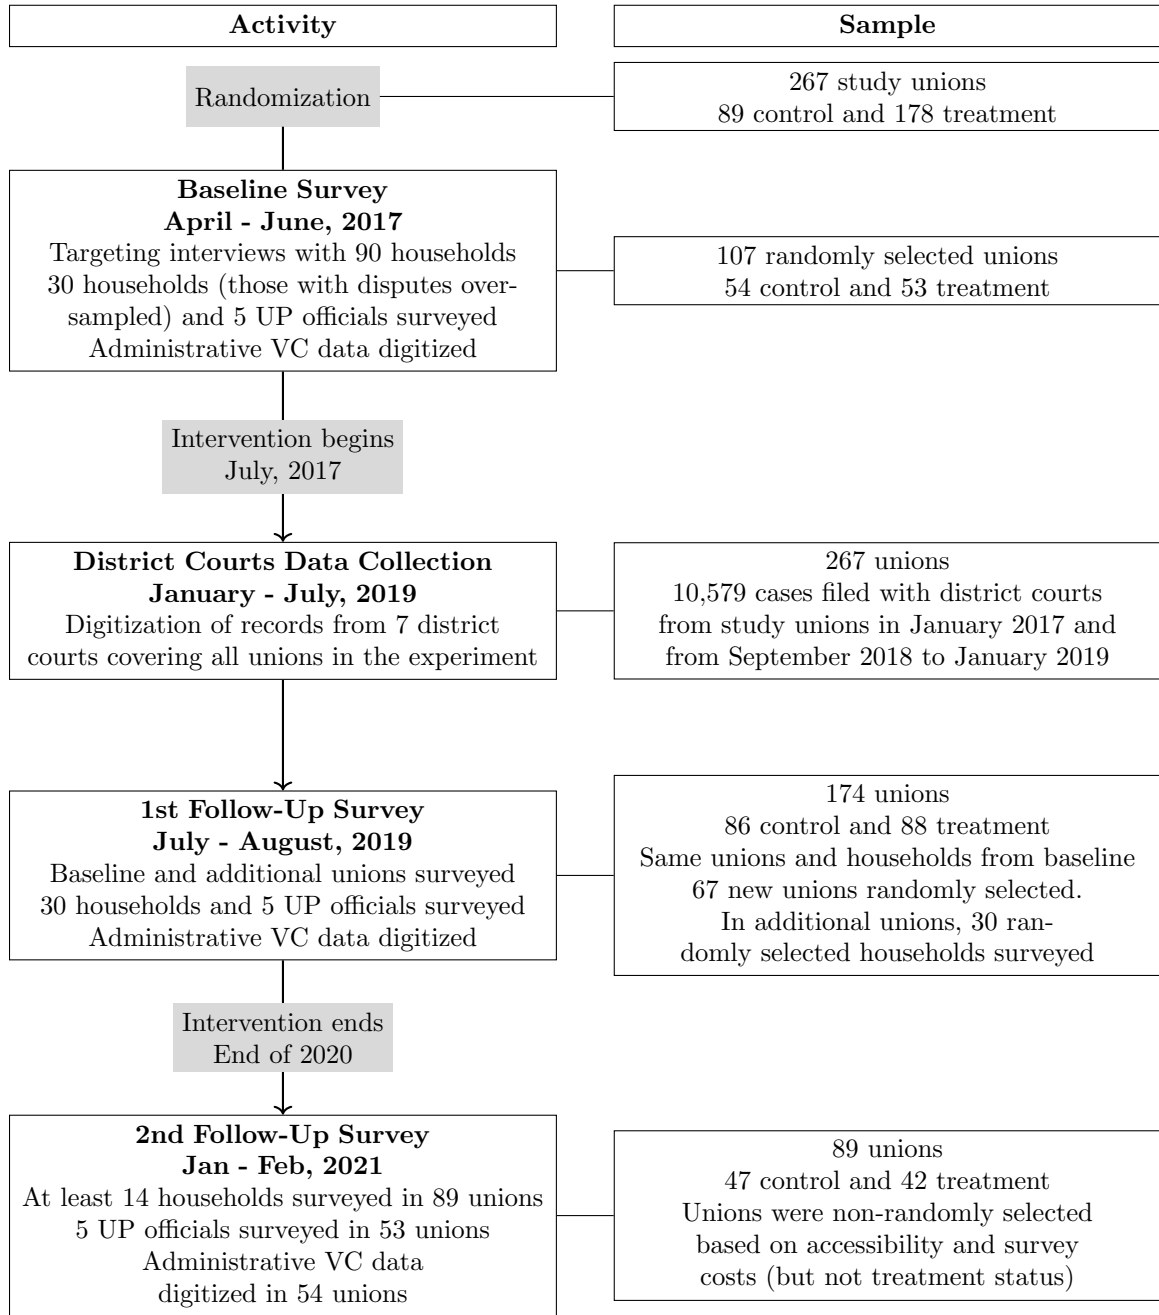 Activity
Sample
Randomization
267 study unions
89 control and 178 treatment
Baseline Survey
April - June, 2017
Targeting interviews with 90 households
30 households (those with disputes over-
sampled) and 5 UP officials surveyed
Administrative VC data digitized
107 randomly selected unions
54 control and 53 treatment
Intervention begins
July, 2017
District Courts Data Collection
January - July, 2019
Digitization of records from 7 district
courts covering all unions in the experiment
267 unions
10,579 cases filed with district courts
from study unions in January 2017 and
from September 2018 to January 2019
1st Follow-Up Survey
July - August, 2019
Baseline and additional unions surveyed
30 households and 5 UP officials surveyed
Administrative VC data digitized
174 unions
86 control and 88 treatment
Same unions and households from baseline
67 new unions randomly selected.
In additional unions, 30 ran-
domly selected households surveyed
Intervention ends
End of 2020
2nd Follow-Up Survey
Jan - Feb, 2021
At least 14 households surveyed in 89 unions
5 UP officials surveyed in 53 unions
Administrative VC data
digitized in 54 unions
89 unions
47 control and 42 treatment
Unions were non-randomly selected
based on accessibility and survey
costs (but not treatment status)